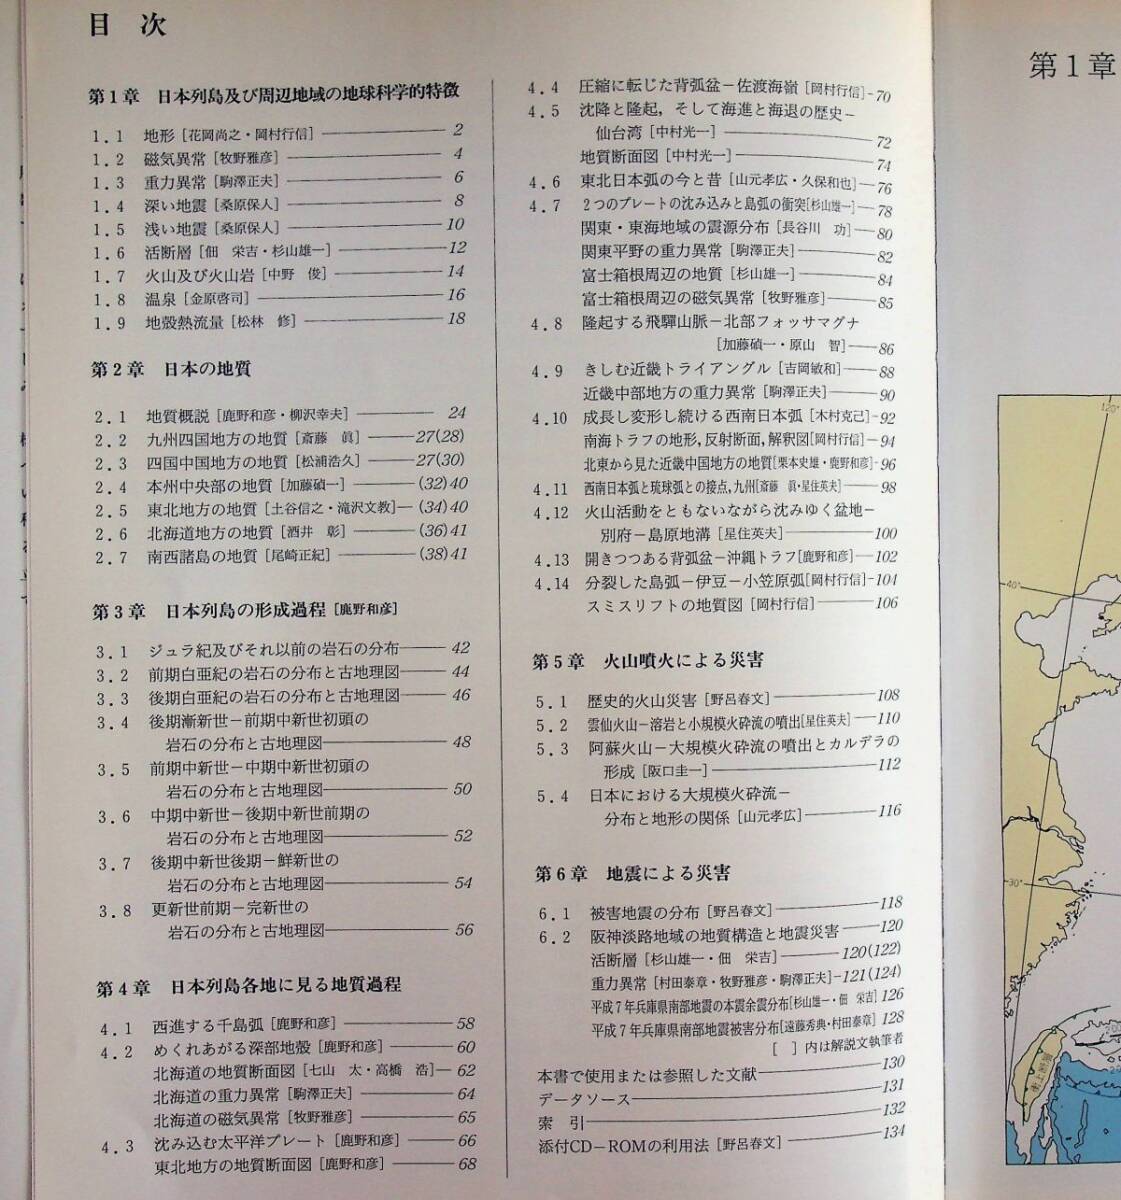 目 次
第1章 日本列島及び周辺地域の地球科学的特徴
1.1 地形[花岡尚之・岡村行信] 2
1.2 磁気異常[牧野雅彦] 4
1.3 重力異常[駒澤正夫] 6
1.4 深い地震[桑原保人] 8
1.5 浅い地震[桑原保人] 10
1.6 活断層[佃 栄吉・杉山雄一] 12
1.7 火山及び火山岩[中野 俊] 14
1.8 温泉[金原啓司] 16
1.9 地殻熱流量[松林 修] 18
第2章 日本の地質
2.1 地質概説[鹿野和彦・柳沢幸夫] 24
2.2 九州四国地方の地質[斎藤 眞] 27(28)
2.3 四国中国地方の地質[松浦浩久] 27(30)
2.4 本州中央部の地質[加藤碵一] (32)40
2.5 東北地方の地質[土谷信之・滝沢文教] (34)40
2.6 北海道地方の地質[酒井 彰] (36)41
2.7 南西諸島の地質[尾崎正紀] (38)41
第3章 日本列島の形成過程[鹿野和彦]
3.1 ジュラ紀及びそれ以前の岩石の分布 42
3.2 前期白亜紀の岩石の分布と古地理図 44
3.3 後期白亜紀の岩石の分布と古地理図 46
3.4 後期漸新世－前期中新世初頭の
岩石の分布と古地理図 48
3.5 前期中新世－中期中新世初頭の
岩石の分布と古地理図 50
3.6 中期中新世－後期中新世前期の
岩石の分布と古地理図 52
3.7 後期中新世後期－鮮新世の
岩石の分布と古地理図 54
3.8 更新世前期－完新世の
岩石の分布と古地理図 56
第4章 日本列島各地に見る地質過程
4.1 西進する千島弧[鹿野和彦] 58
4.2 めくれあがる深部地殻[鹿野和彦] 60
北海道の地質断面図[七山 太・高橋 浩] 62
北海道の重力異常[駒澤正夫] 64
北海道の磁気異常[牧野雅彦] 65
4.3 沈み込む太平洋プレート[鹿野和彦] 66
東北地方の地質断面図[鹿野和彦] 68
4.4 圧縮に転じた背弧盆－佐渡海嶺[岡村行信] 70
4.5 沈降と隆起，そして海進と海退の歴史－
仙台湾[中村光一] 72
地質断面図[中村光一] 74
4.6 東北日本弧の今と昔[山元孝広・久保和也] 76
4.7 2つのプレートの沈み込みと島弧の衝突[杉山雄一] 78
関東・東海地域の震源分布[長谷川 功] 80
関東平野の重力異常[駒澤正夫] 82
富士箱根周辺の地質[杉山雄一] 84
富士箱根周辺の磁気異常[牧野雅彦] 85
4.8 隆起する飛騨山脈－北部フォッサマグナ
[加藤碵一・原山 智] 86
4.9 きしむ近畿トライアングル[吉岡敏和] 88
近畿中部地方の重力異常[駒澤正夫] 90
4.10 成長し変形し続ける西南日本弧[木村克己] 92
南海トラフの地形，反射断面，解釈図[岡村行信] 94
北東から見た近畿中国地方の地質[栗本史雄・鹿野和彦] 96
4.11 西南日本弧と琉球弧との接点，九州[斎藤 眞・星住英夫] 98
4.12 火山活動をともないながら沈みゆく盆地－
別府－島原地溝[星住英夫] 100
4.13 開きつつある背弧盆－沖縄トラフ[鹿野和彦] 102
4.14 分裂した島弧－伊豆－小笠原弧[岡村行信] 104
スミスリフトの地質図[岡村行信] 106
第5章 火山噴火による災害
5.1 歴史的火山災害[野呂春文] 108
5.2 雲仙火山－溶岩と小規模火砕流の噴出[星住英夫] 110
5.3 阿蘇火山－大規模火砕流の噴出とカルデラの
形成[阪口圭一] 112
5.4 日本における大規模火砕流－
分布と地形の関係[山元孝広] 116
第6章 地震による災害
6.1 被害地震の分布[野呂春文] 118
6.2 阪神淡路地域の地質構造と地震災害 120
活断層[杉山雄一・佃 栄吉] 120(122)
重力異常[村田泰章・牧野雅彦・駒澤正夫] 121(124)
平成7年兵庫県南部地震の本震余震分布[杉山雄一・佃 栄吉] 126
平成7年兵庫県南部地震被害分布[遠藤秀典・村田泰章] 128
[ ]内は解説文執筆者
本書で使用または参照した文献 130
データソース 131
索 引 132
添付CD－ROMの利用法[野呂春文] 134
第1章
120°
40°
30°